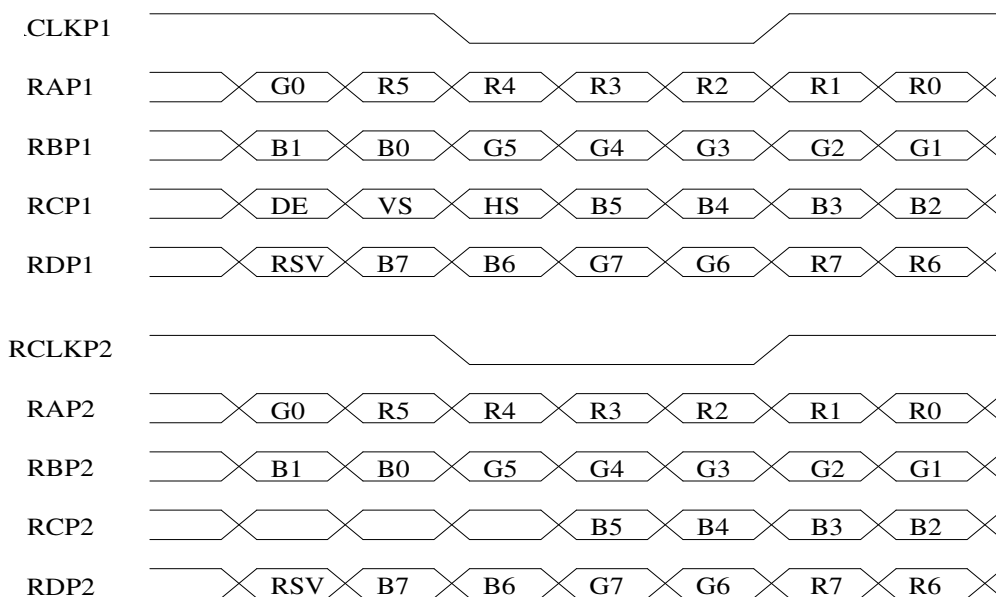 .CLKP1
RAP1 G0 R5 R4 R3 R2 R1 R0
RBP1 B1 B0 G5 G4 G3 G2 G1
RCP1 DE VS HS B5 B4 B3 B2
RDP1 RSV B7 B6 G7 G6 R7 R6
RCLKP2
RAP2 G0 R5 R4 R3 R2 R1 R0
RBP2 B1 B0 G5 G4 G3 G2 G1
RCP2 B5 B4 B3 B2
RDP2 RSV B7 B6 G7 G6 R7 R6